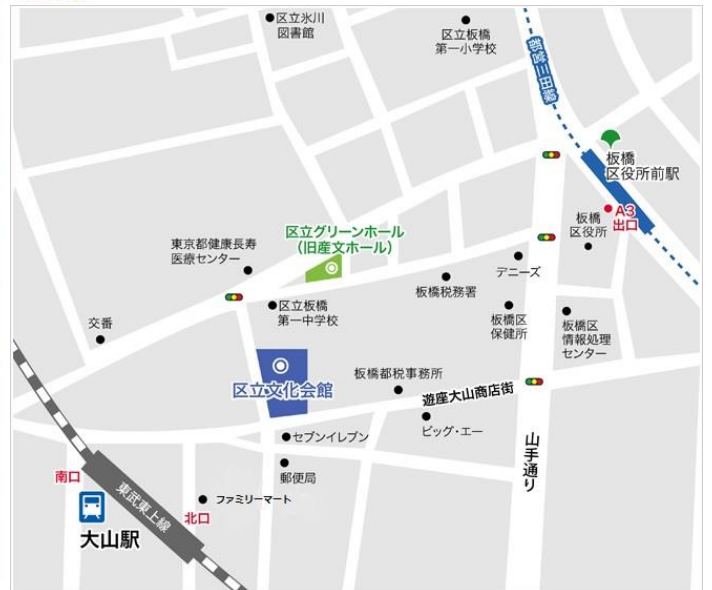 区立氷川
図書館
区立板橋
第一小学校
都営三田線
板橋
区役所前駅
A3
出口
板橋
区役所
区立グリーンホール
(旧産文ホール)
東京都健康長寿
医療センター
デニーズ
板橋税務署
区立板橋
第一中学校
板橋区
保健所
板橋区
情報処理
センター
交番
区立文化会館
板橋都税事務所
遊座大山商店街
ビッグ・エー
セブンイレブン
山手通り
郵便局
南口
東武東上線
ファミリーマート
北口
大山駅